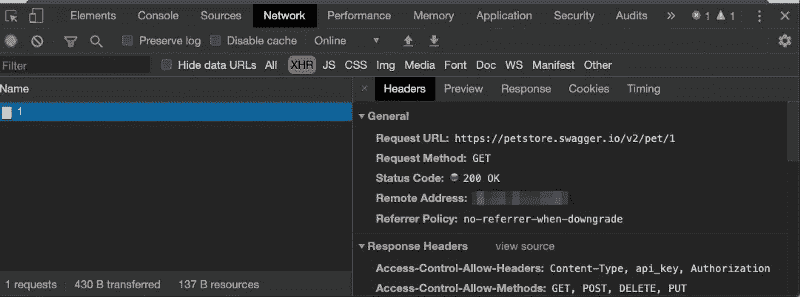 Elements Console Sources Network Performance Memory Application Security Audits » 1 1
Preserve log Disable cache Online
Filter Hide data URLs All XHR JS CSS Img Media Font Doc WS Manifest Other
Name
1
1 requests 430 B transferred 137 B resources
× Headers Preview Response Cookies Timing
General
Request URL: https://petstore.swagger.io/v2/pet/1
Request Method: GET
Status Code: 200 OK
Remote Address:
Referrer Policy: no-referrer-when-downgrade
Response Headers view source
Access-Control-Allow-Headers: Content-Type, api_key, Authorization
Access-Control-Allow-Methods: GET, POST, DELETE, PUT